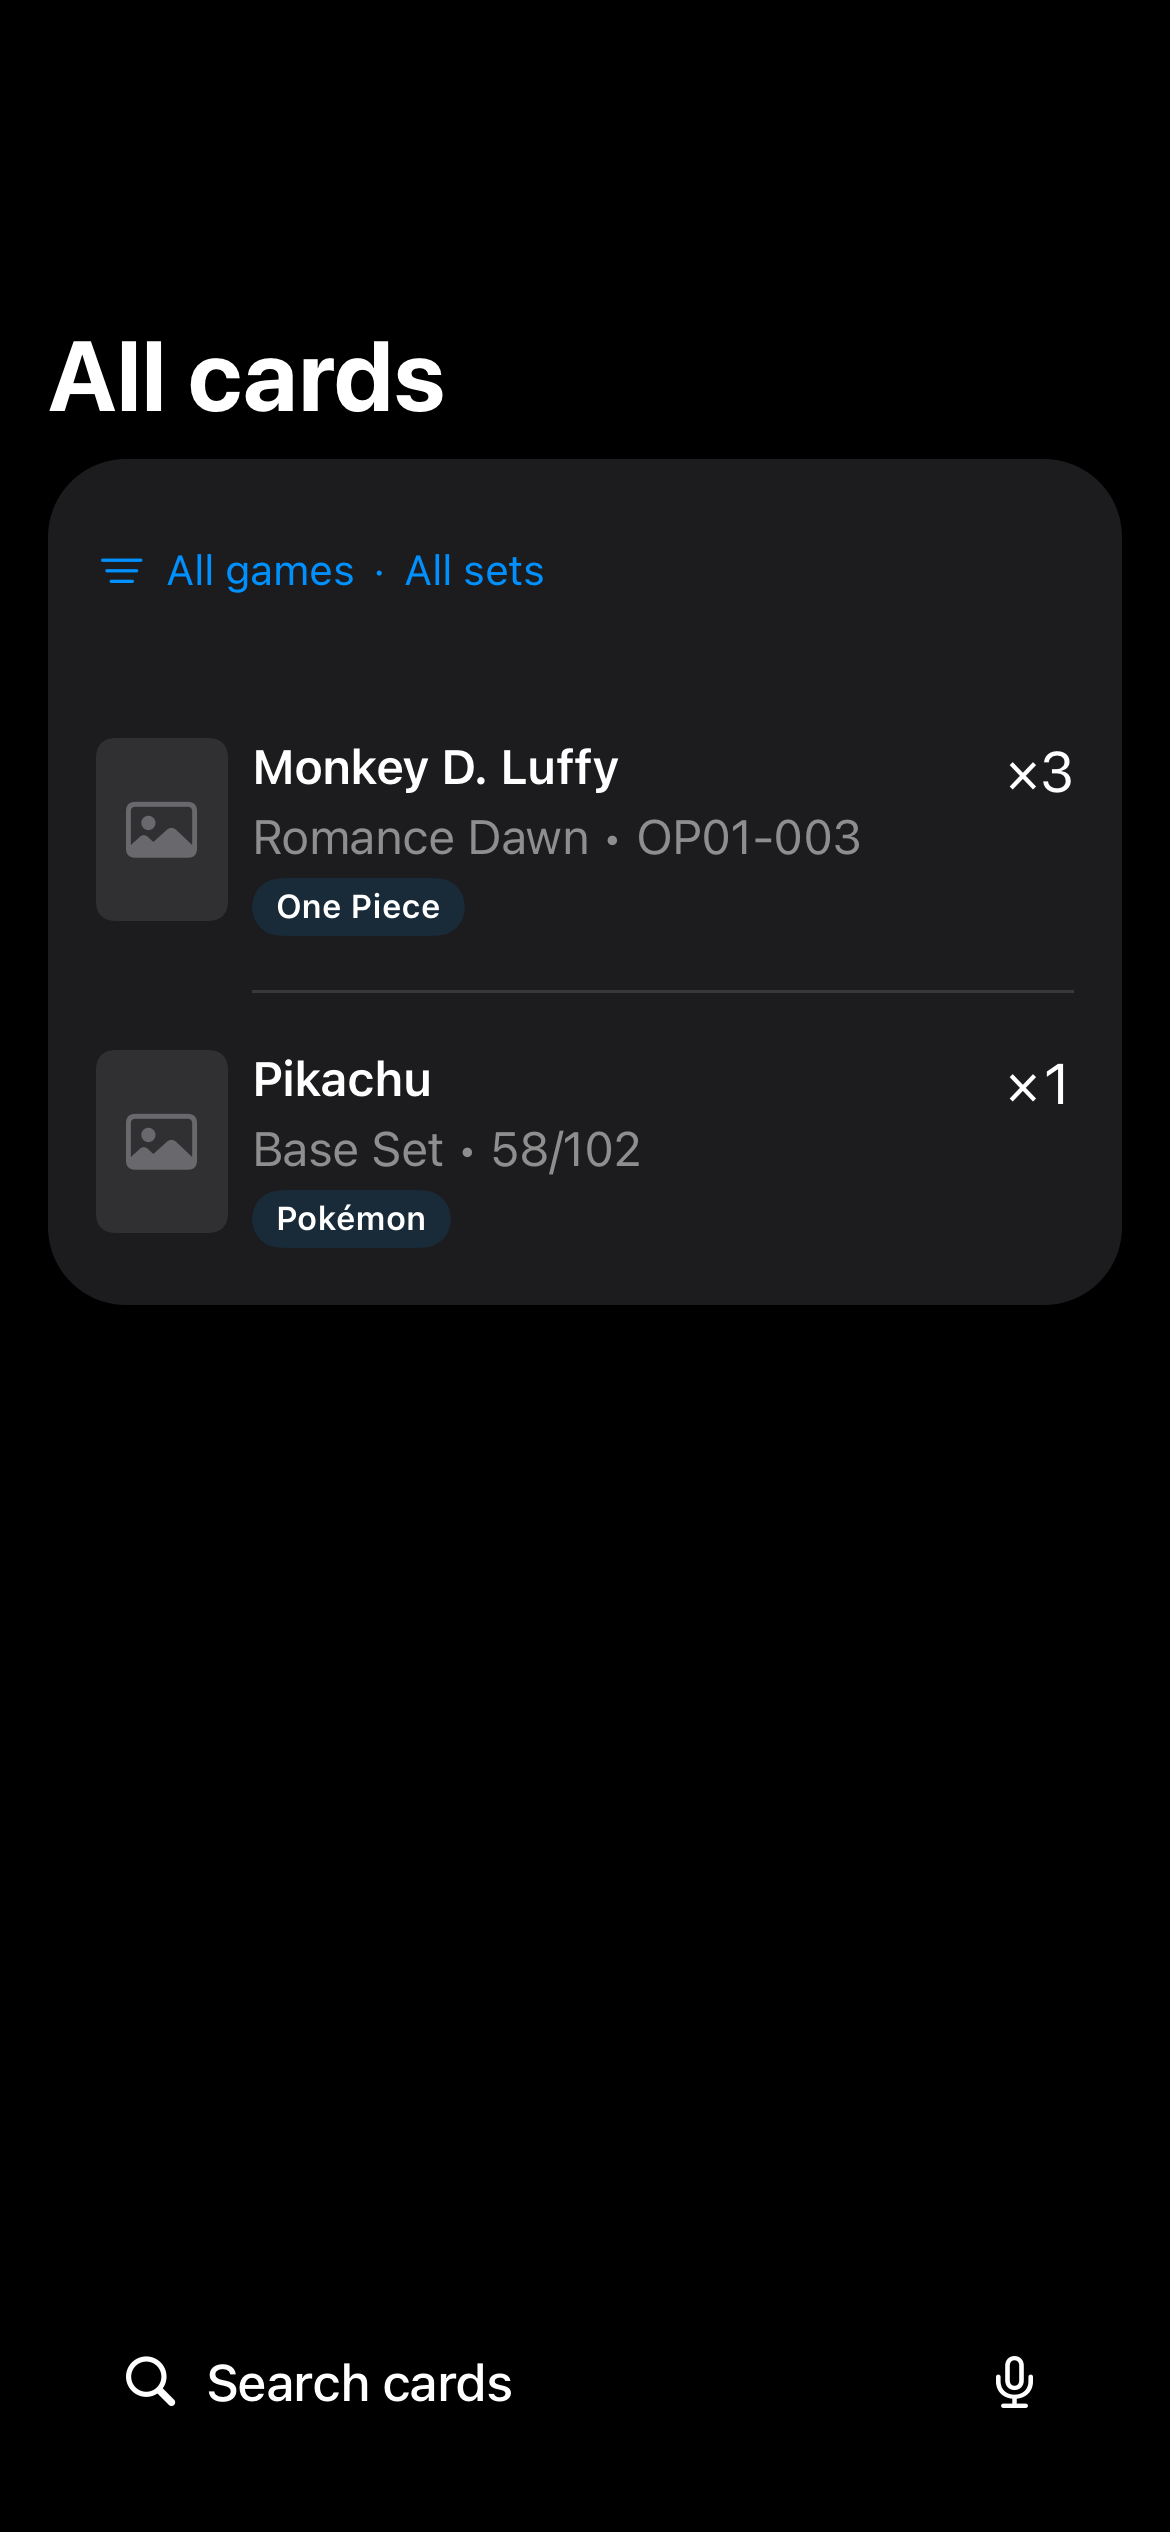 All cards
All games · All sets
Monkey D. Luffy ×3
Romance Dawn • OP01-003
One Piece
Pikachu ×1
Base Set • 58/102
Pokémon
Search cards